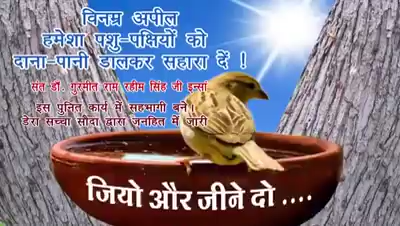 विनम्र अपील
हमेशा पशु-पक्षियों को
दाना-पानी डालकर सहारा दें !
संत डॉ. गुरमीत राम रहीम सिंह जी इन्सां
इस पुनित कार्य में सहभागी बनें।
डेरा सच्चा सौदा द्वारा जनहित में जारी
जियो और जीने दो ....